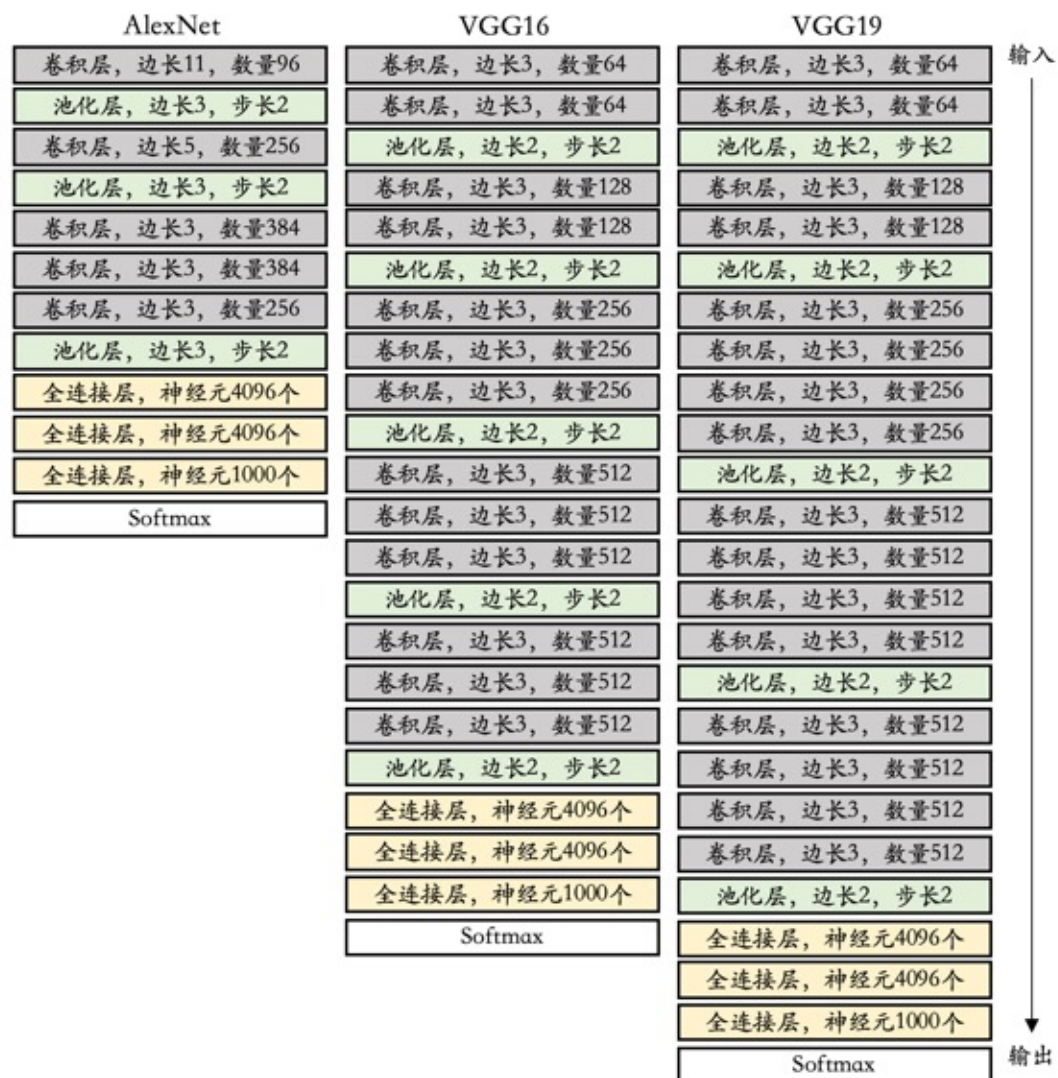 AlexNet
卷积层，边长11，数量96
池化层，边长3，步长2
卷积层，边长5，数量256
池化层，边长3，步长2
卷积层，边长3，数量384
卷积层，边长3，数量384
卷积层，边长3，数量256
池化层，边长3，步长2
全连接层，神经元4096个
全连接层，神经元4096个
全连接层，神经元1000个
Softmax
VGG16
卷积层，边长3，数量64
卷积层，边长3，数量64
池化层，边长2，步长2
卷积层，边长3，数量128
卷积层，边长3，数量128
池化层，边长2，步长2
卷积层，边长3，数量256
卷积层，边长3，数量256
卷积层，边长3，数量256
池化层，边长2，步长2
卷积层，边长3，数量512
卷积层，边长3，数量512
卷积层，边长3，数量512
池化层，边长2，步长2
卷积层，边长3，数量512
卷积层，边长3，数量512
卷积层，边长3，数量512
池化层，边长2，步长2
全连接层，神经元4096个
全连接层，神经元4096个
全连接层，神经元1000个
Softmax
VGG19
卷积层，边长3，数量64
卷积层，边长3，数量64
池化层，边长2，步长2
卷积层，边长3，数量128
卷积层，边长3，数量128
池化层，边长2，步长2
卷积层，边长3，数量256
卷积层，边长3，数量256
卷积层，边长3，数量256
卷积层，边长3，数量256
池化层，边长2，步长2
卷积层，边长3，数量512
卷积层，边长3，数量512
卷积层，边长3，数量512
卷积层，边长3，数量512
池化层，边长2，步长2
卷积层，边长3，数量512
卷积层，边长3，数量512
卷积层，边长3，数量512
卷积层，边长3，数量512
池化层，边长2，步长2
全连接层，神经元4096个
全连接层，神经元4096个
全连接层，神经元1000个
Softmax
输入
输出